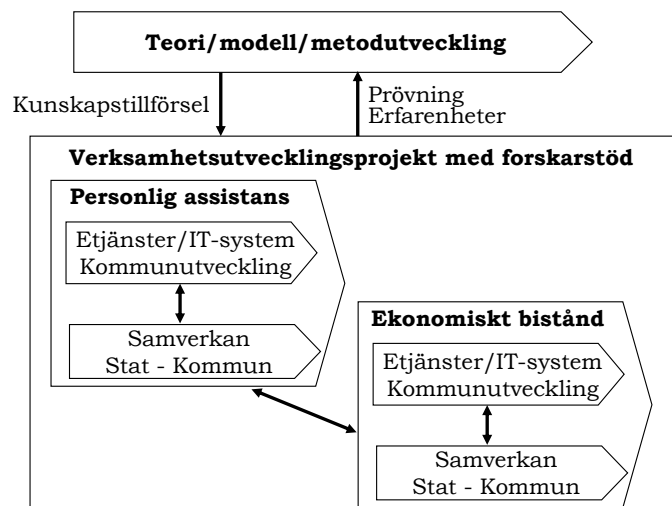 Teori/modell/metodutveckling
Kunskapstillförsel
Prövning
Erfarenheter
Verksamhetsutvecklingsprojekt med forskarstöd
Personlig assistans
Etjänster/IT-system
Kommunutveckling
Samverkan
Stat - Kommun
Ekonomiskt bistånd
Etjänster/IT-system
Kommunutveckling
Samverkan
Stat - Kommun